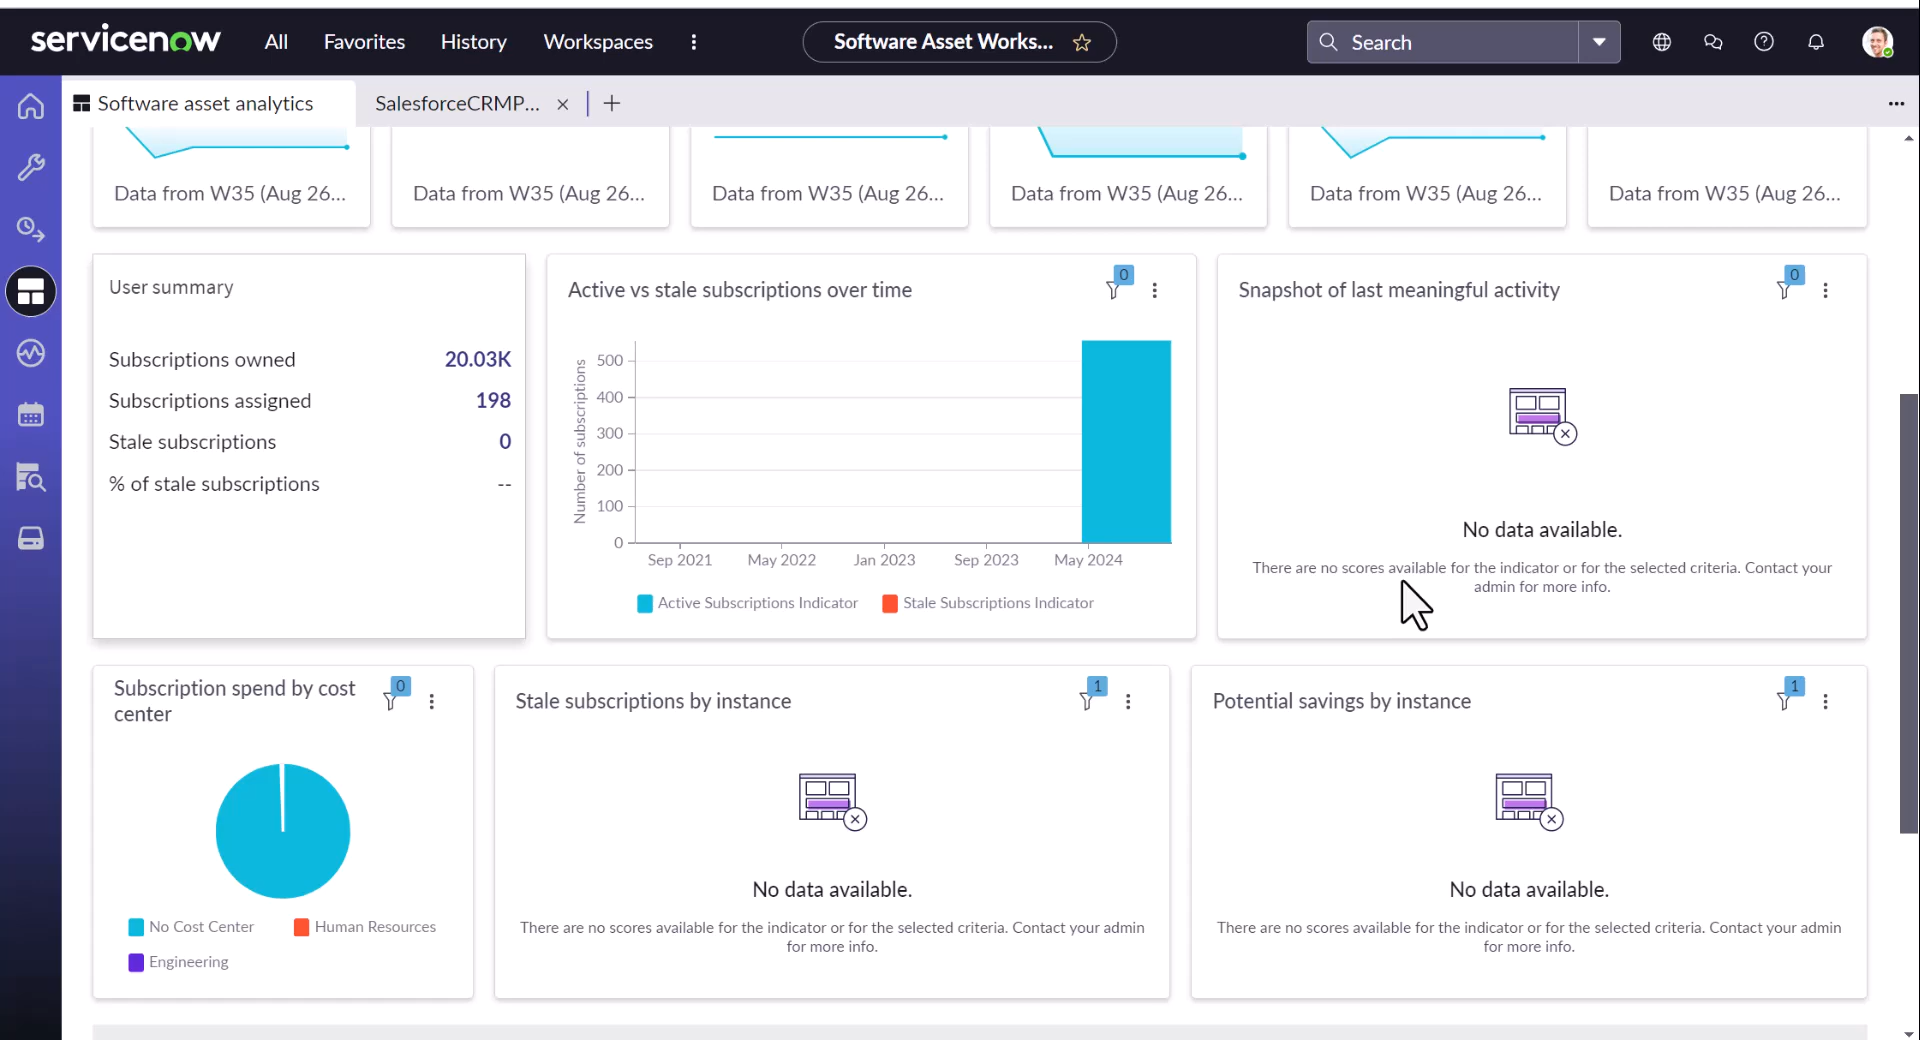 servicenow
All
Favorites
History
Workspaces
Software Asset Works...
Search
Software asset analytics
SalesforceCRMP...
Data from W35 (Aug 26...
Data from W35 (Aug 26...
Data from W35 (Aug 26...
Data from W35 (Aug 26...
Data from W35 (Aug 26...
Data from W35 (Aug 26...
User summary
Subscriptions owned 20.03K
Subscriptions assigned 198
Stale subscriptions 0
% of stale subscriptions --
Active vs stale subscriptions over time
0
Number of subscriptions
500
400
300
200
100
0
Sep 2021
May 2022
Jan 2023
Sep 2023
May 2024
Active Subscriptions Indicator
Stale Subscriptions Indicator
Snapshot of last meaningful activity
0
No data available.
There are no scores available for the indicator or for the selected criteria. Contact your
admin for more info.
Subscription spend by cost
center
0
No Cost Center
Human Resources
Engineering
Stale subscriptions by instance
1
No data available.
There are no scores available for the indicator or for the selected criteria. Contact your admin
for more info.
Potential savings by instance
1
No data available.
There are no scores available for the indicator or for the selected criteria. Contact your admin
for more info.